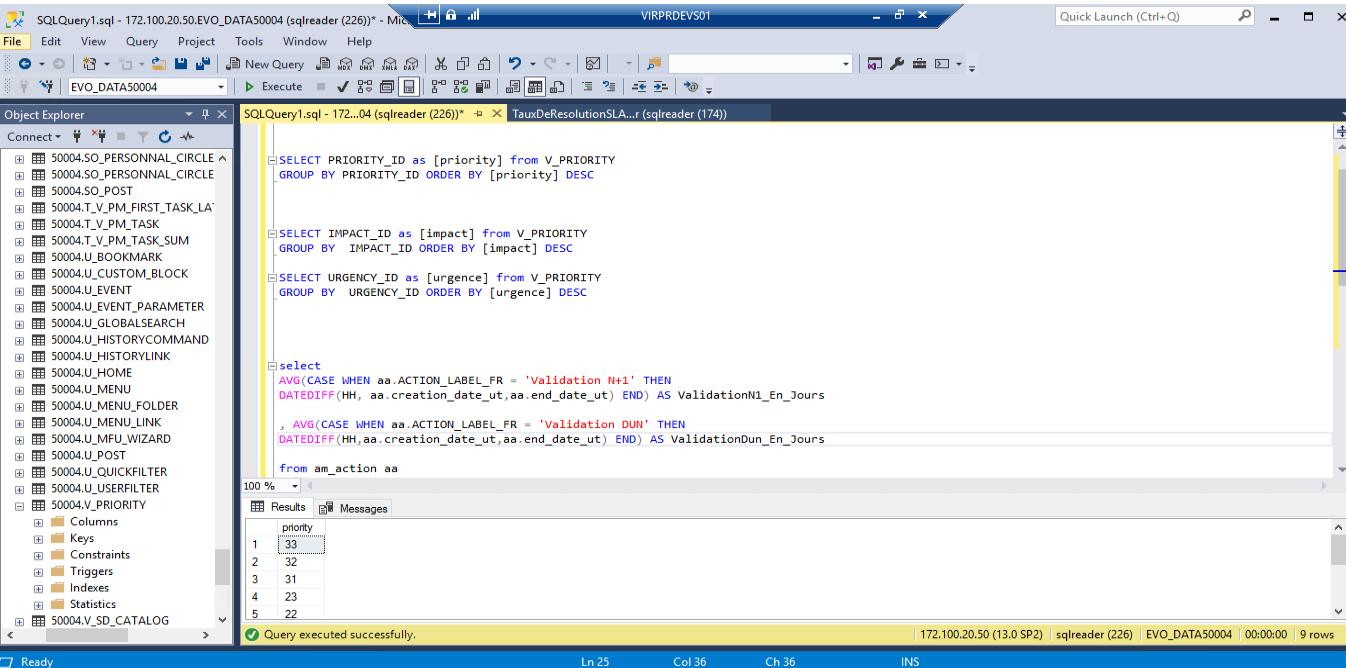 SQLQuery1.sql - 172.100.20.50.EVO_DATA50004 (sqlreader (226))* - Mic
VIRPRDEVS01
Quick Launch (Ctrl+Q)
File Edit View Query Project Tools Window Help
New Query
MDX DMX XMLA DAX
EVO_DATA50004
Execute
Object Explorer
SQLQuery1.sql - 172...04 (sqlreader (226))*
TauxDeResolutionSLA...r (sqlreader (174))
Connect
50004.SO_PERSONNAL_CIRCLE
50004.SO_PERSONNAL_CIRCLE
50004.SO_POST
50004.T_V_PM_FIRST_TASK_LA
50004.T_V_PM_TASK
50004.T_V_PM_TASK_SUM
50004.U_BOOKMARK
50004.U_CUSTOM_BLOCK
50004.U_EVENT
50004.U_EVENT_PARAMETER
50004.U_GLOBALSEARCH
50004.U_HISTORYCOMMAND
50004.U_HISTORYLINK
50004.U_HOME
50004.U_MENU
50004.U_MENU_FOLDER
50004.U_MENU_LINK
50004.U_MFU_WIZARD
50004.U_POST
50004.U_QUICKFILTER
50004.U_USERFILTER
50004.V_PRIORITY
Columns
Keys
Constraints
Triggers
Indexes
Statistics
50004.V_SD_CATALOG
SELECT PRIORITY_ID as [priority] from V_PRIORITY
GROUP BY PRIORITY_ID ORDER BY [priority] DESC
SELECT IMPACT_ID as [impact] from V_PRIORITY
GROUP BY  IMPACT_ID ORDER BY [impact] DESC
SELECT URGENCY_ID as [urgence] from V_PRIORITY
GROUP BY  URGENCY_ID ORDER BY [urgence] DESC
select
AVG(CASE WHEN aa.ACTION_LABEL_FR = 'Validation N+1' THEN
DATEDIFF(HH, aa.creation_date_ut,aa.end_date_ut) END) AS ValidationN1_En_Jours
, AVG(CASE WHEN aa.ACTION_LABEL_FR = 'Validation DUN' THEN
DATEDIFF(HH,aa.creation_date_ut,aa.end_date_ut) END) AS ValidationDun_En_Jours
from am_action aa
100 %
Results Messages
priority
1 33
2 32
3 31
4 23
5 22
Query executed successfully.
172.100.20.50 (13.0 SP2) sqlreader (226) EVO_DATA50004 00:00:00 9 rows
Ready Ln 25 Col 36 Ch 36 INS